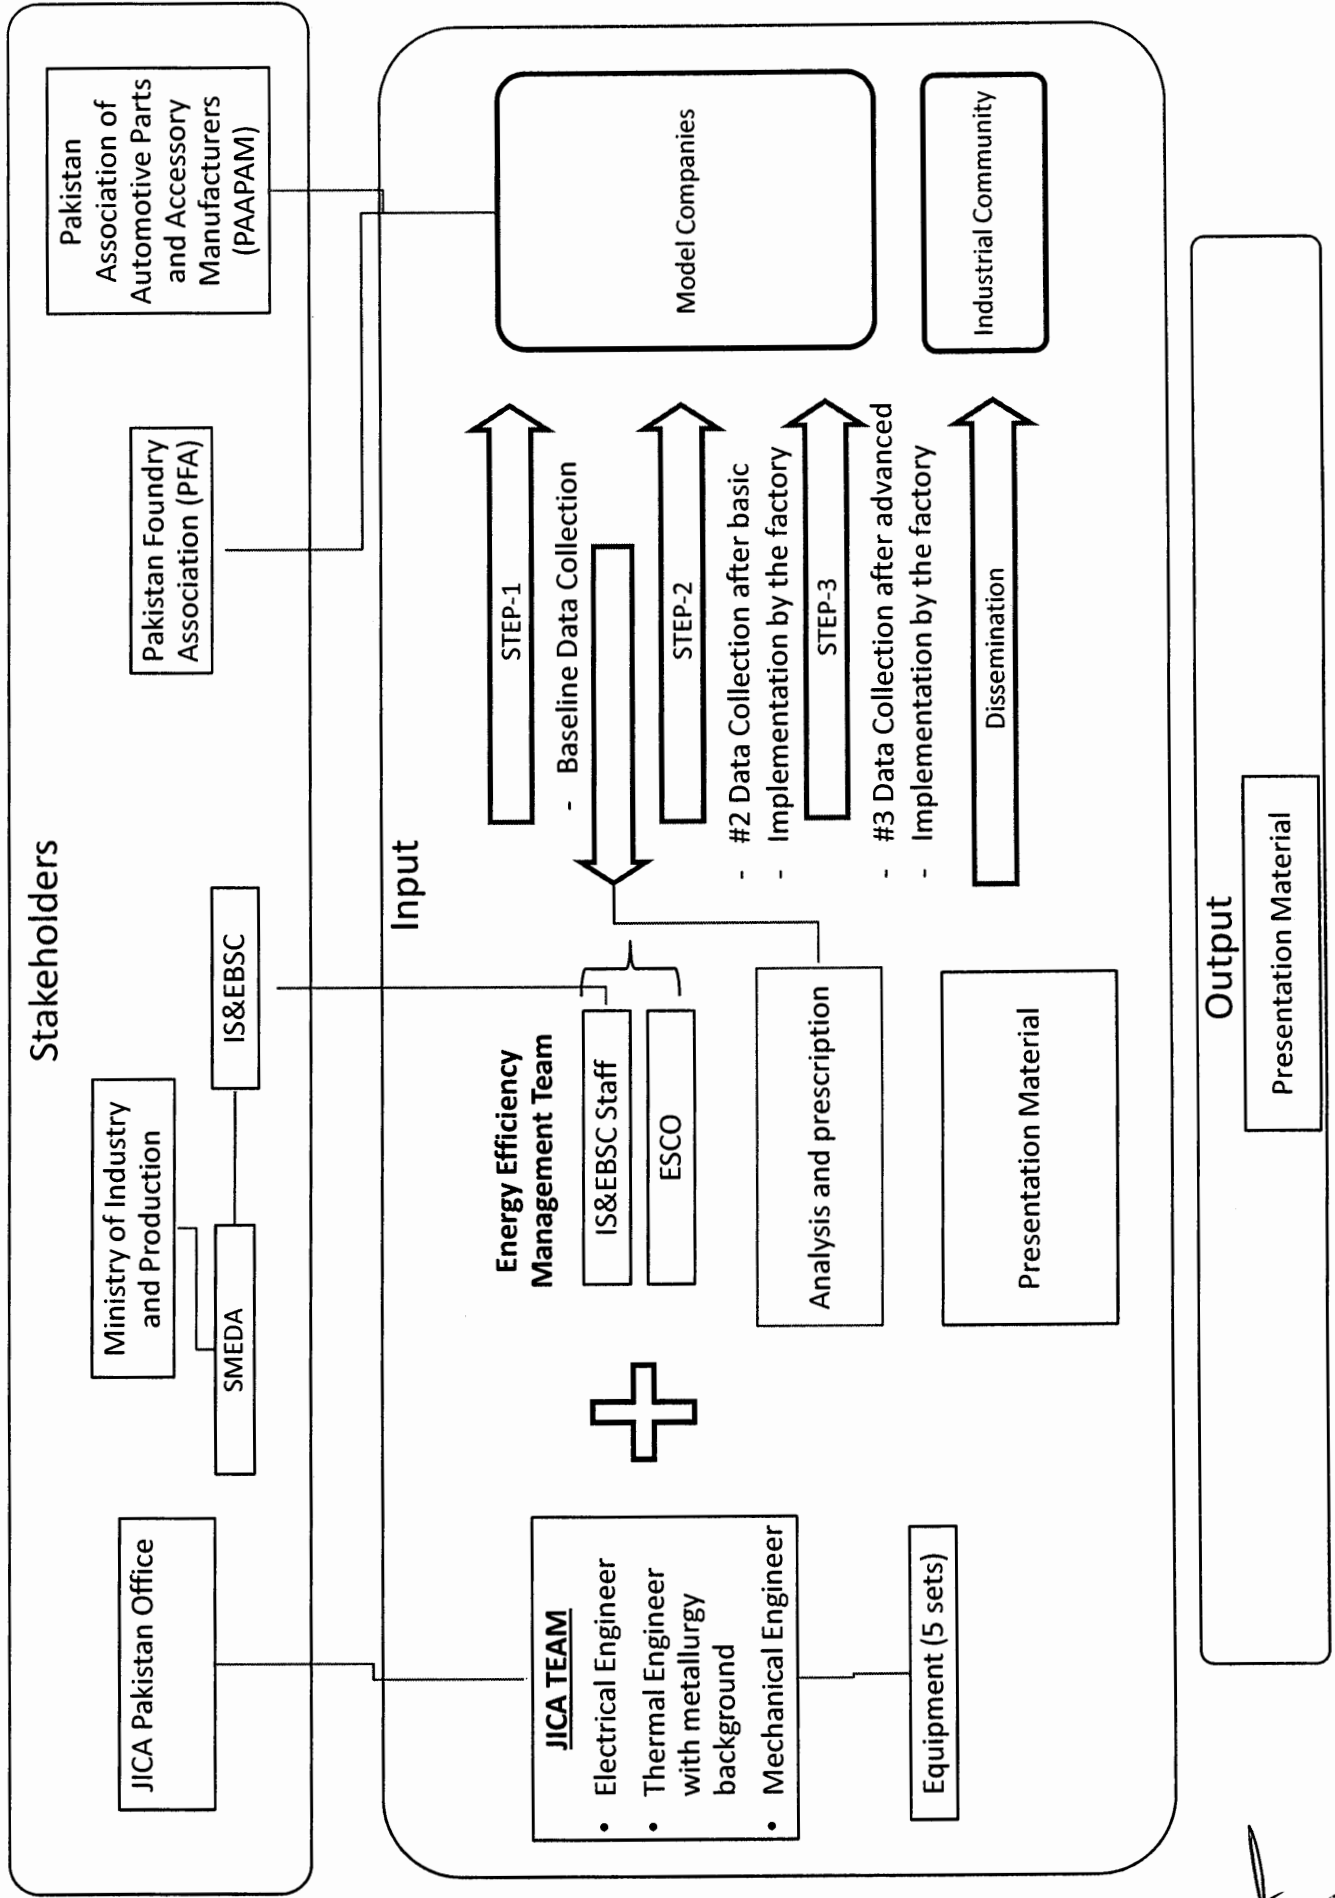 Stakeholders
JICA Pakistan Office
Ministry of Industry
and Production
SMEDA
IS&EBSC
Pakistan Foundry
Association (PFA)
Pakistan
Association of
Automotive Parts
and Accessory
Manufacturers
(PAAPAM)
Input
JICA TEAM
• Electrical Engineer
• Thermal Engineer
with metallurgy
background
• Mechanical Engineer
Equipment (5 sets)
Energy Efficiency
Management Team
IS&EBSC Staff
ESCO
Analysis and prescription
Presentation Material
STEP-1
- Baseline Data Collection
STEP-2
- #2 Data Collection after basic
- Implementation by the factory
STEP-3
- #3 Data Collection after advanced
- Implementation by the factory
Dissemination
Model Companies
Industrial Community
Output
Presentation Material